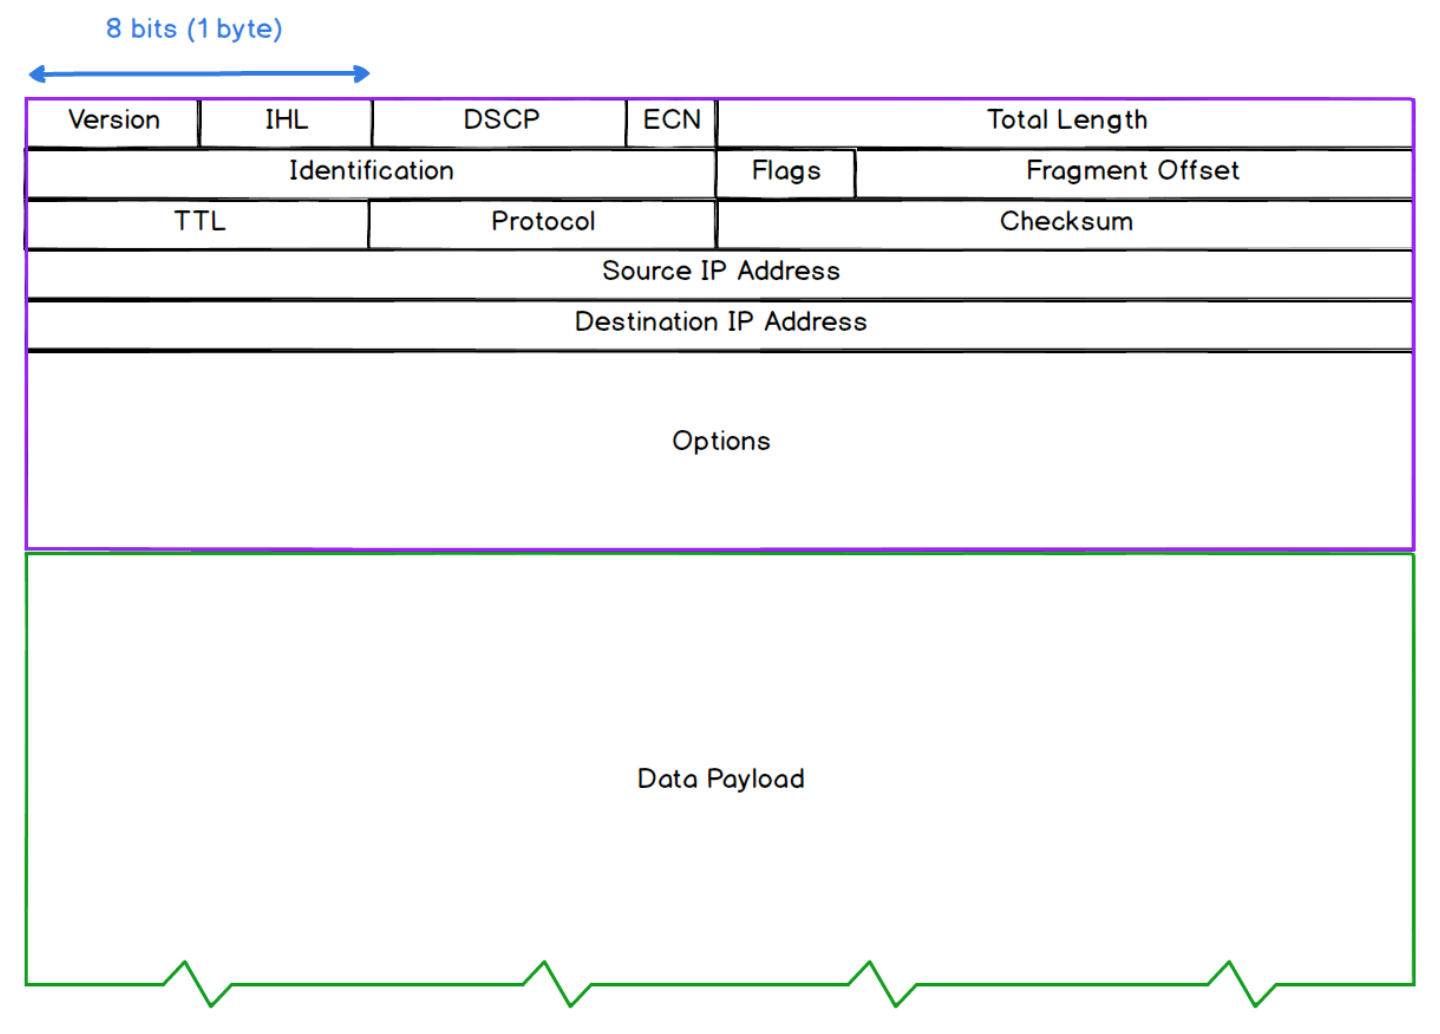 8 bits (1 byte)
Version IHL DSCP ECN Total Length
Identification Flags Fragment Offset
TTL Protocol Checksum
Source IP Address
Destination IP Address
Options
Data Payload